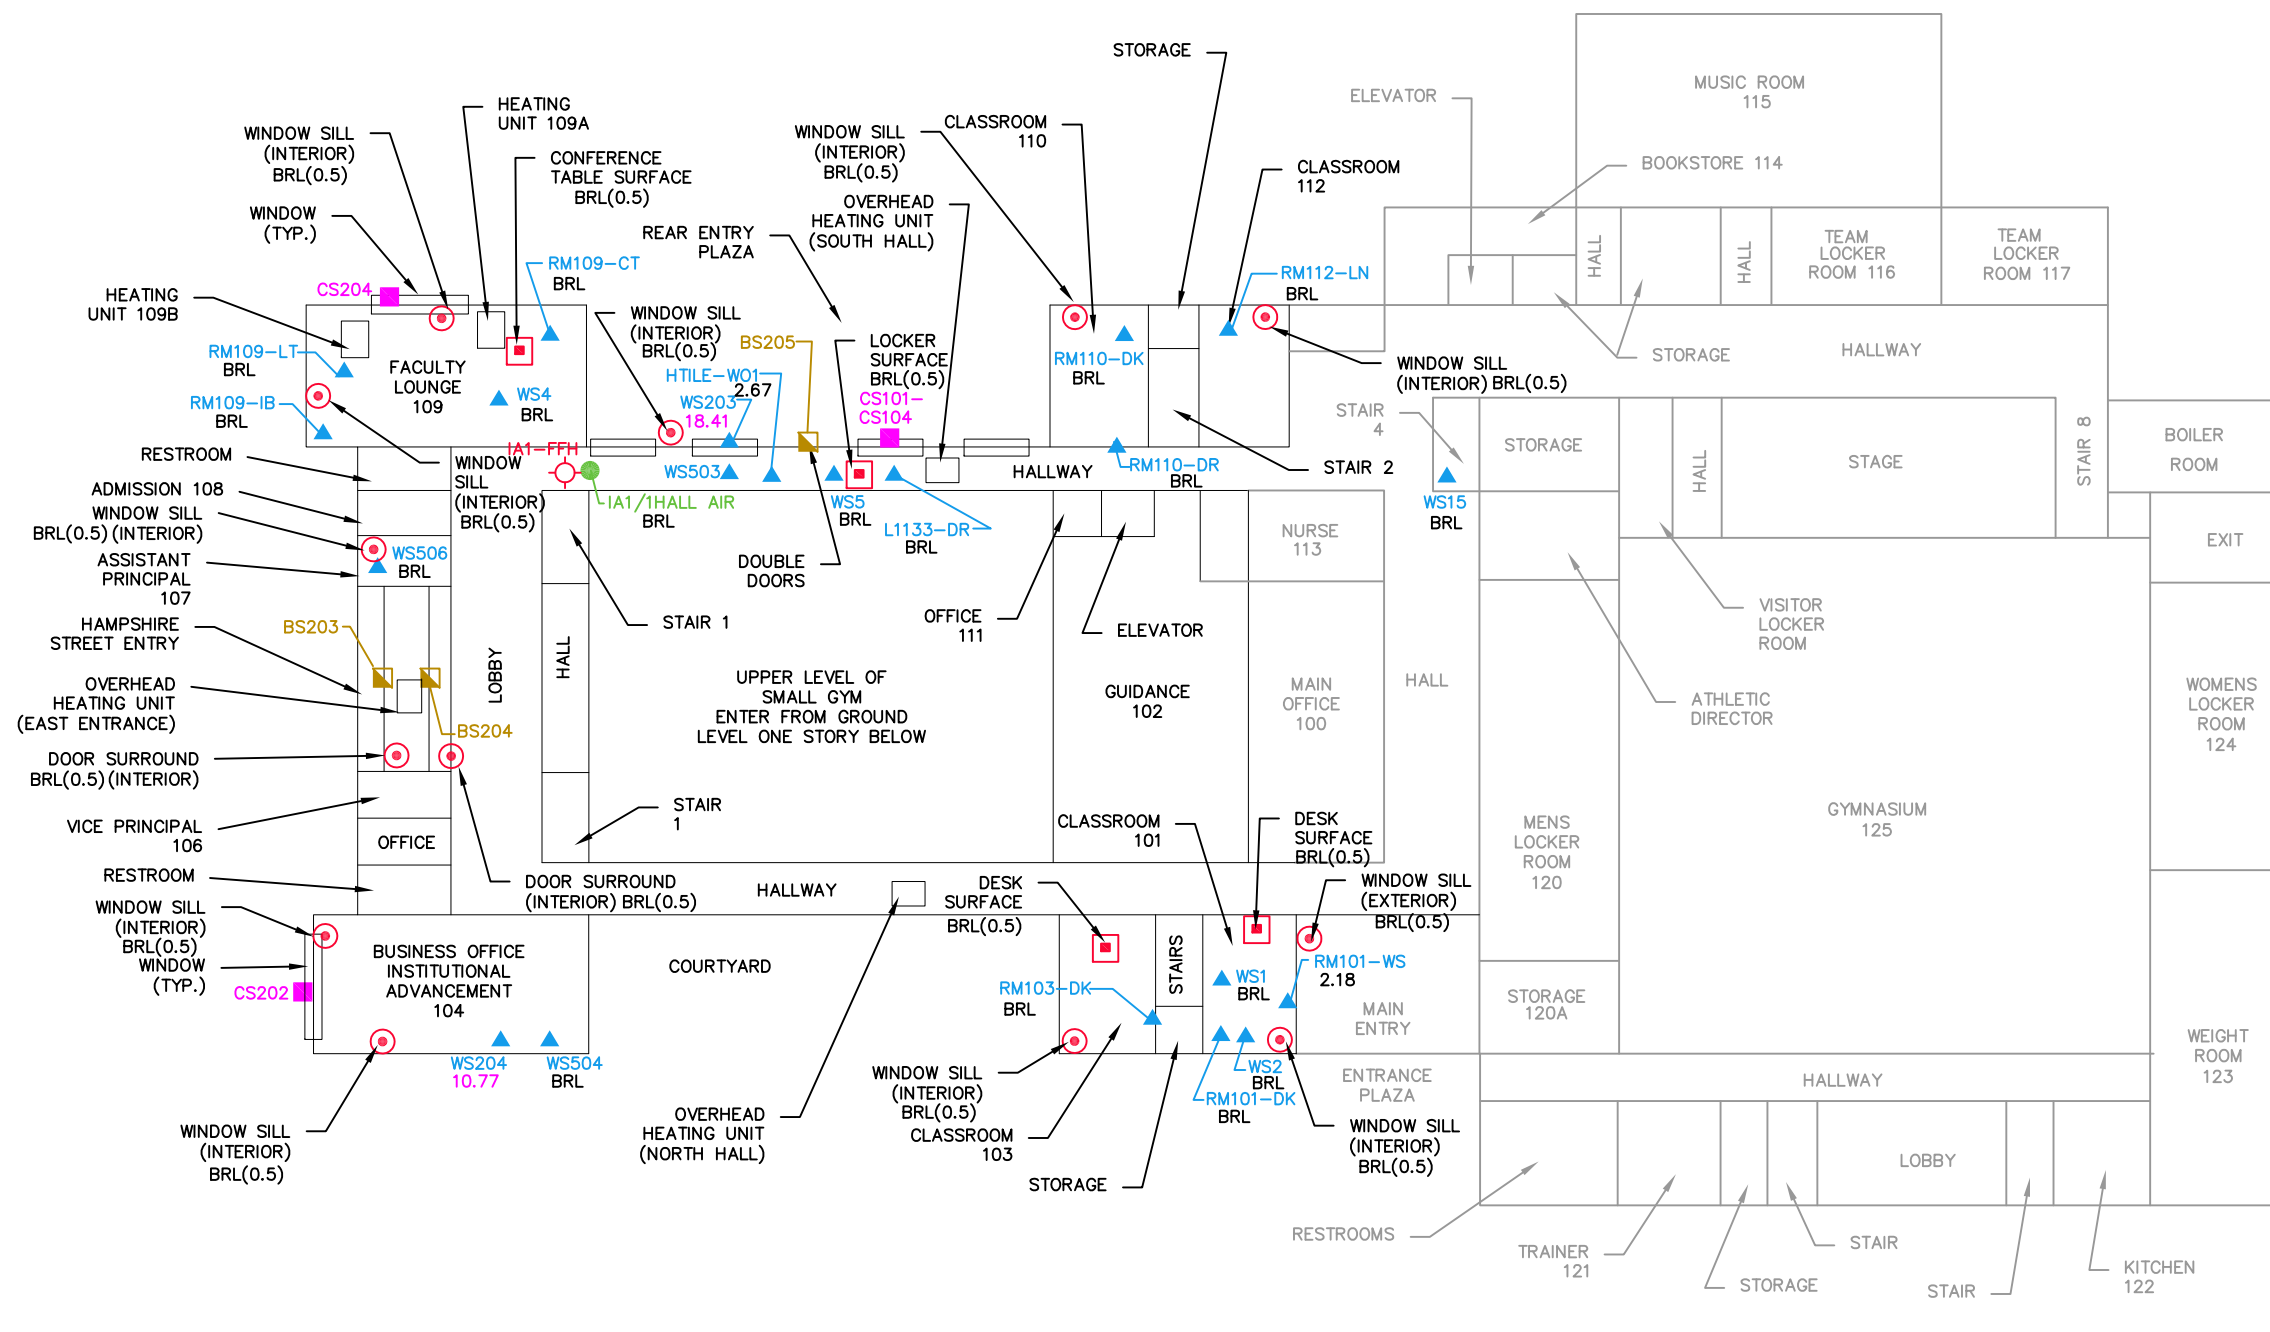 STORAGE
MUSIC ROOM
115
ELEVATOR
HEATING
UNIT 109A
WINDOW SILL
(INTERIOR)
BRL(0.5)
CONFERENCE
TABLE SURFACE
BRL(0.5)
WINDOW SILL
(INTERIOR)
BRL(0.5)
CLASSROOM
110
CLASSROOM
112
BOOKSTORE 114
WINDOW
(TYP.)
OVERHEAD
HEATING UNIT
(SOUTH HALL)
REAR ENTRY
PLAZA
HALL
HALL
TEAM
LOCKER
ROOM 116
TEAM
LOCKER
ROOM 117
RM109-CT
BRL
RM112-LN
BRL
CS204
HEATING
UNIT 109B
WINDOW SILL
(INTERIOR)
BRL(0.5)
BS205
LOCKER
SURFACE
BRL(0.5)
RM109-LT
BRL
FACULTY
LOUNGE
109
HTILE-W01
2.67
WS203
18.41
CS101-
CS104
RM110-DK
BRL
WINDOW SILL
(INTERIOR) BRL(0.5)
STORAGE
HALLWAY
RM109-IB
BRL
WS4
BRL
STAIR
4
STORAGE
HALL
STAGE
STAIR 8
BOILER
ROOM
RESTROOM
IA1-FFH
WINDOW
SILL
(INTERIOR)
BRL(0.5)
WS503
HALLWAY
RM110-DR
BRL
STAIR 2
ADMISSION 108
WINDOW SILL
BRL(0.5) (INTERIOR)
IA1/1HALL AIR
BRL
WS5
BRL
L1133-DR
BRL
WS15
BRL
NURSE
113
EXIT
ASSISTANT
PRINCIPAL
107
WS506
BRL
DOUBLE
DOORS
HAMPSHIRE
STREET ENTRY
BS203
STAIR 1
OFFICE
111
ELEVATOR
VISITOR
LOCKER
ROOM
LOBBY
HALL
OVERHEAD
HEATING UNIT
(EAST ENTRANCE)
UPPER LEVEL OF
SMALL GYM
ENTER FROM GROUND
LEVEL ONE STORY BELOW
GUIDANCE
102
MAIN
OFFICE
100
HALL
ATHLETIC
DIRECTOR
WOMENS
LOCKER
ROOM
124
BS204
DOOR SURROUND
BRL(0.5) (INTERIOR)
STAIR
1
CLASSROOM
101
DESK
SURFACE
BRL(0.5)
GYMNASIUM
125
VICE PRINCIPAL
106
OFFICE
MENS
LOCKER
ROOM
120
RESTROOM
DOOR SURROUND
(INTERIOR) BRL(0.5)
HALLWAY
DESK
SURFACE
BRL(0.5)
WINDOW SILL
(EXTERIOR)
BRL(0.5)
WINDOW SILL
(INTERIOR)
BRL(0.5)
WINDOW
(TYP.)
CS202
BUSINESS OFFICE
INSTITUTIONAL
ADVANCEMENT
104
COURTYARD
RM103-DK
BRL
STAIRS
WS1
BRL
RM101-WS
2.18
MAIN
ENTRY
STORAGE
120A
WEIGHT
ROOM
123
WS204
10.77
WS504
BRL
WINDOW SILL
(INTERIOR)
BRL(0.5)
WS2
BRL
RM101-DK
BRL
ENTRANCE
PLAZA
HALLWAY
OVERHEAD
HEATING UNIT
(NORTH HALL)
CLASSROOM
103
WINDOW SILL
(INTERIOR)
BRL(0.5)
WINDOW SILL
(INTERIOR)
BRL(0.5)
STORAGE
LOBBY
RESTROOMS
TRAINER
121
STAIR
STORAGE
STAIR
KITCHEN
122